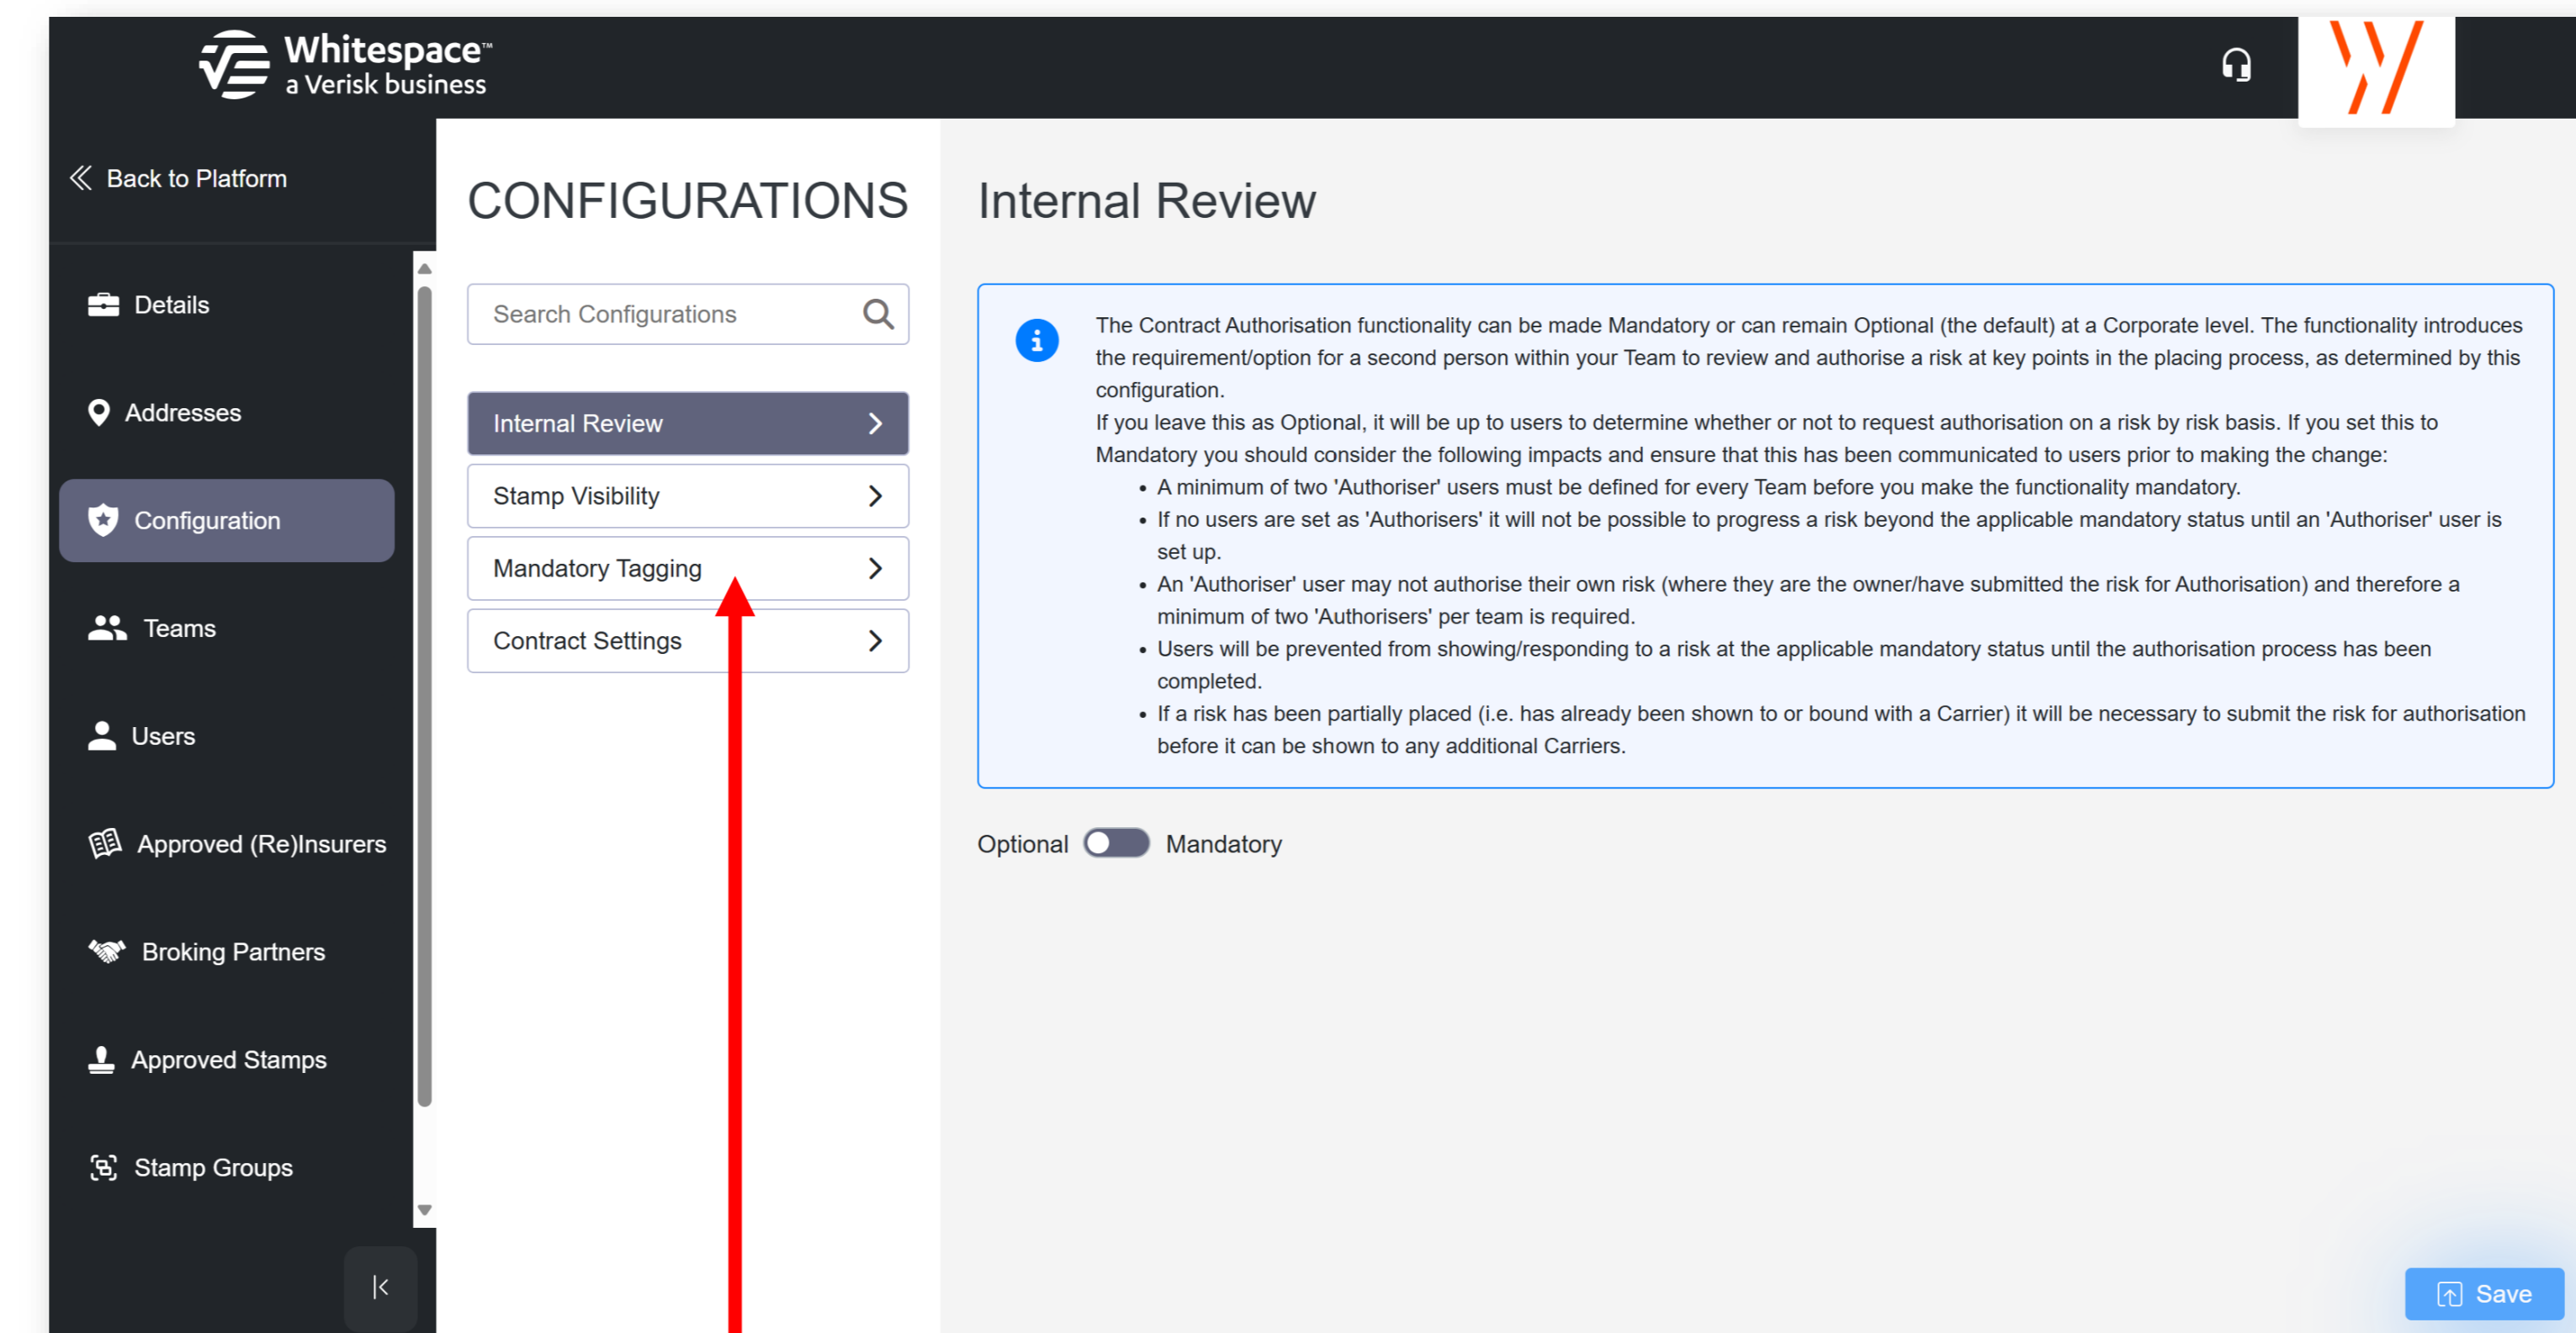 Whitespace™
a Verisk business
Back to Platform
Details
Addresses
Configuration
Teams
Users
Approved (Re)Insurers
Broking Partners
Approved Stamps
Stamp Groups
CONFIGURATIONS
Search Configurations
Internal Review
Stamp Visibility
Mandatory Tagging
Contract Settings
Internal Review
The Contract Authorisation functionality can be made Mandatory or can remain Optional (the default) at a Corporate level. The functionality introduces
the requirement/option for a second person within your Team to review and authorise a risk at key points in the placing process, as determined by this
configuration.
If you leave this as Optional, it will be up to users to determine whether or not to request authorisation on a risk by risk basis. If you set this to
Mandatory you should consider the following impacts and ensure that this has been communicated to users prior to making the change:
• A minimum of two 'Authoriser' users must be defined for every Team before you make the functionality mandatory.
• If no users are set as 'Authorisers' it will not be possible to progress a risk beyond the applicable mandatory status until an 'Authoriser' user is
set up.
• An 'Authoriser' user may not authorise their own risk (where they are the owner/have submitted the risk for Authorisation) and therefore a
minimum of two 'Authorisers' per team is required.
• Users will be prevented from showing/responding to a risk at the applicable mandatory status until the authorisation process has been
completed.
• If a risk has been partially placed (i.e. has already been shown to or bound with a Carrier) it will be necessary to submit the risk for authorisation
before it can be shown to any additional Carriers.
Optional Mandatory
Save